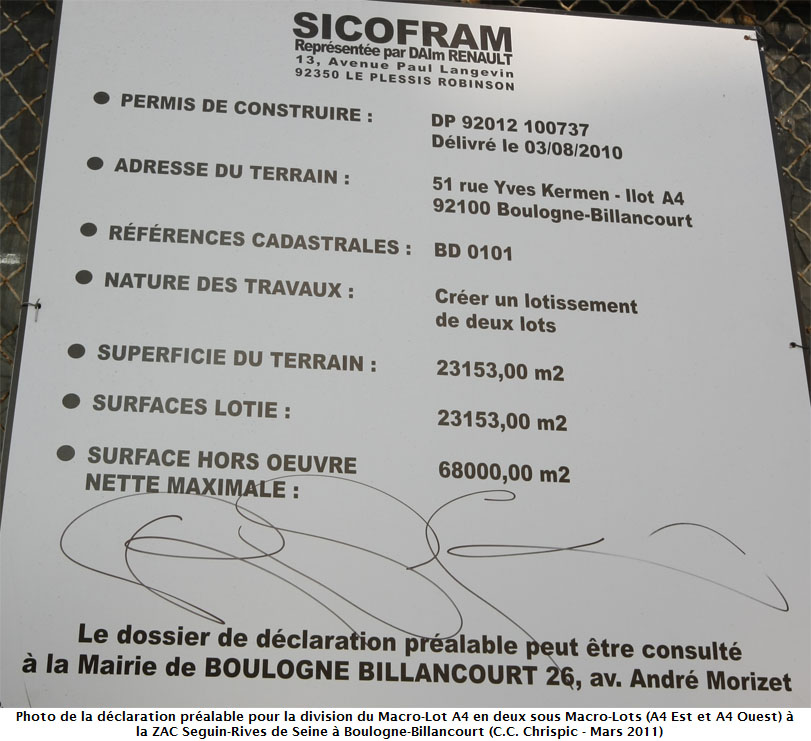 SICOFRAM
Représentée par DAIm RENAULT
13, Avenue Paul Langevin
92350 LE PLESSIS ROBINSON
● PERMIS DE CONSTRUIRE : DP 92012 100737
Délivré le 03/08/2010
● ADRESSE DU TERRAIN : 51 rue Yves Kermen - Ilot A4
92100 Boulogne-Billancourt
● RÉFÉRENCES CADASTRALES : BD 0101
● NATURE DES TRAVAUX : Créer un lotissement
de deux lots
● SUPERFICIE DU TERRAIN : 23153,00 m2
● SURFACES LOTIE : 23153,00 m2
● SURFACE HORS OEUVRE
NETTE MAXIMALE : 68000,00 m2
Le dossier de déclaration préalable peut être consulté
à la Mairie de BOULOGNE BILLANCOURT 26, av. André Morizet
Photo de la déclaration préalable pour la division du Macro-Lot A4 en deux sous Macro-Lots (A4 Est et A4 Ouest) à
la ZAC Seguin-Rives de Seine à Boulogne-Billancourt (C.C. Chrispic - Mars 2011)